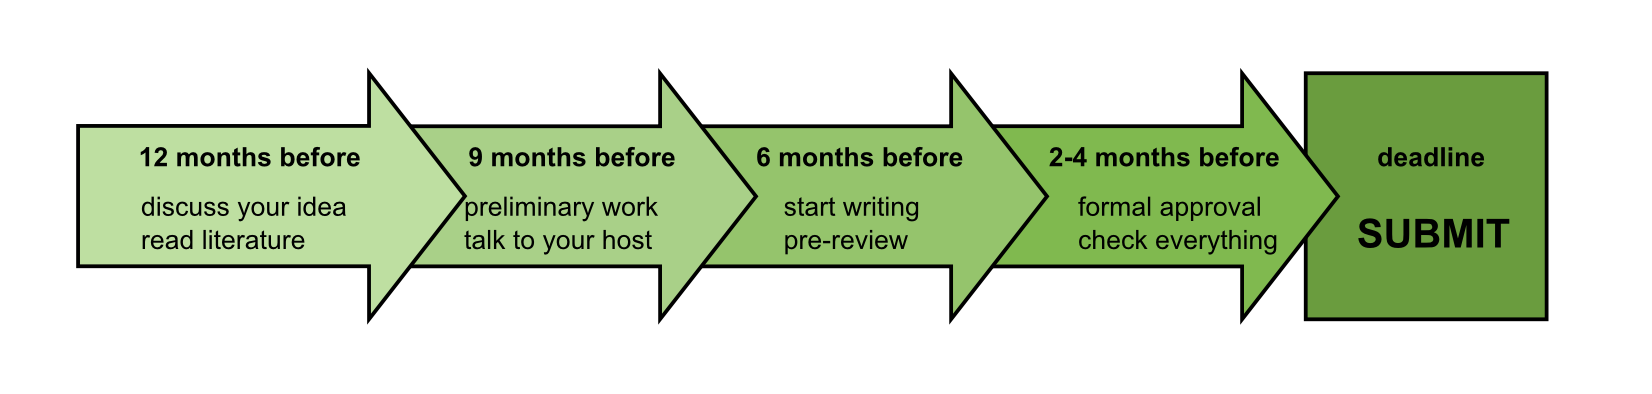 12 months before
discuss your idea
read literature
9 months before
preliminary work
talk to your host
6 months before
start writing
pre-review
2-4 months before
formal approval
check everything
deadline
SUBMIT